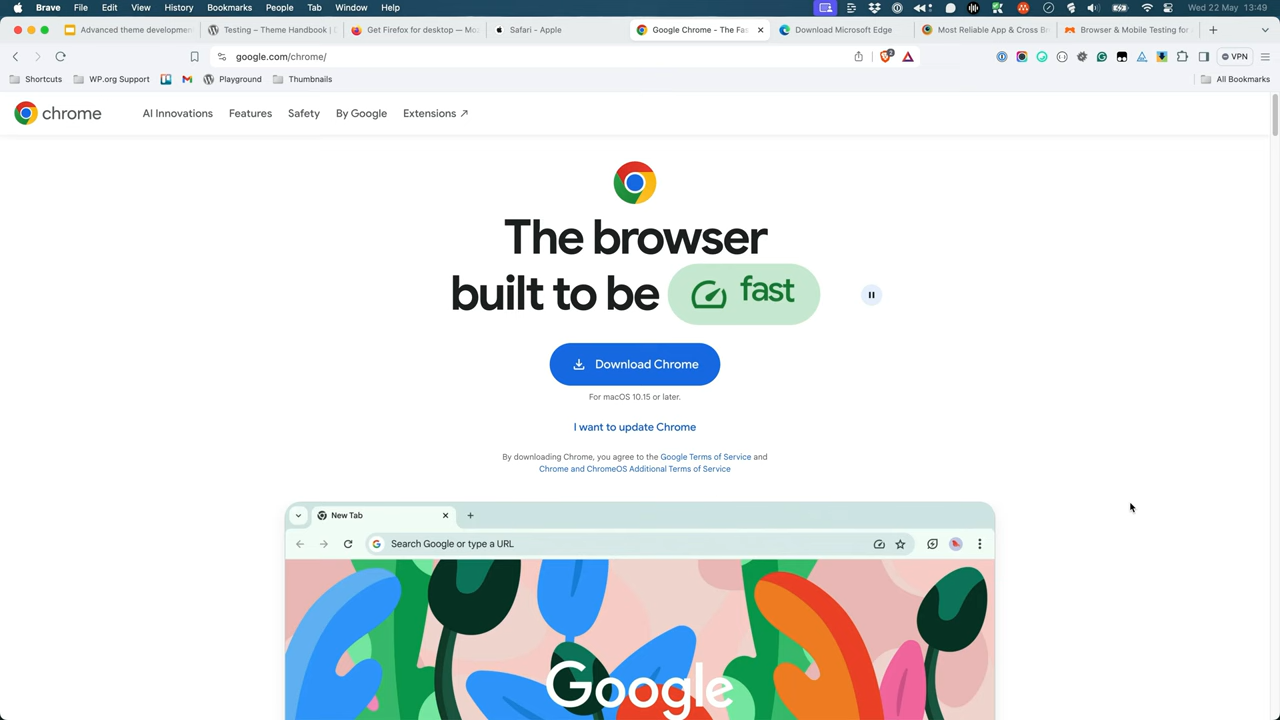 Brave File Edit View History Bookmarks People Tab Window Help Wed 22 May 13:49
Advanced theme developmen Testing – Theme Handbook | Get Firefox for desktop — Mo: Safari - Apple Google Chrome - The Fas Download Microsoft Edge Most Reliable App & Cross Br Browser & Mobile Testing for
google.com/chrome/ 2 VPN
Shortcuts WP.org Support Playground Thumbnails All Bookmarks
chrome AI Innovations Features Safety By Google Extensions ↗
The browser
built to be fast
Download Chrome
For macOS 10.15 or later.
I want to update Chrome
By downloading Chrome, you agree to the Google Terms of Service and
Chrome and ChromeOS Additional Terms of Service
New Tab
Search Google or type a URL
Google